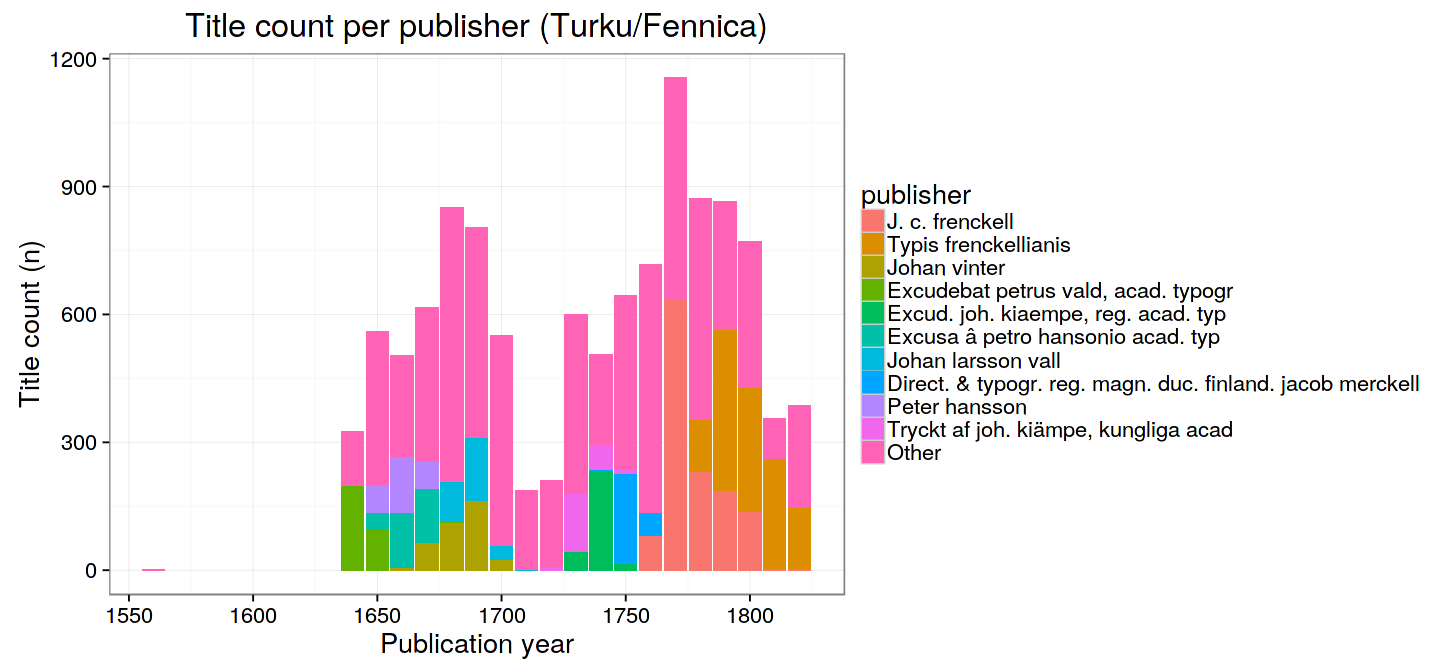 Title count per publisher (Turku/Fennica)
1200
900
600
300
0
Title count (n)
1550 1600 1650 1700 1750 1800
Publication year
publisher
J. c. frenckell
Typis frenckellianis
Johan vinter
Excudebat petrus vald, acad. typogr
Excud. joh. kiaempe, reg. acad. typ
Excusa â petro hansonio acad. typ
Johan larsson vall
Direct. & typogr. reg. magn. duc. finland. jacob merckell
Peter hansson
Tryckt af joh. kiämpe, kungliga acad
Other